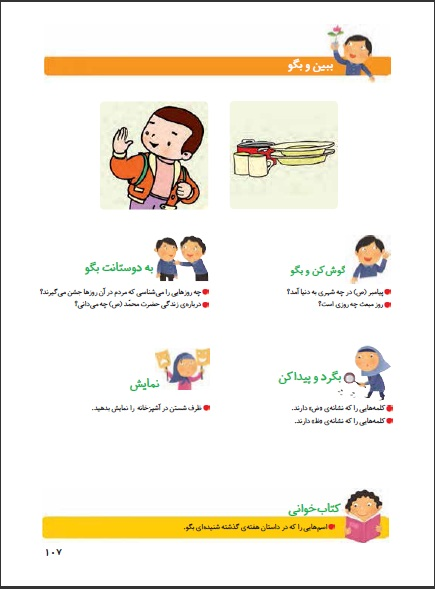 ببین و بگو
گوش کن و بگو
پیامبر (ص) در چه شهری به دنیا آمد؟
روز مبعث چه روزی است؟
به دوستانت بگو
چه روزهایی را می‌شناسی که مردم در آن روزها جشن می‌گیرند؟
درباره‌ی زندگی حضرت محمّد (ص) چه می‌دانی؟
بگرد و پیدا کن
کلمه‌هایی را که نشانه‌ی «ض» دارند.
کلمه‌هایی را که نشانه‌ی «ظ» دارند.
نمایش
ظرف شستن در آشپزخانه را نمایش بدهید.
کتاب‌خوانی
اسم‌هایی را که در داستان هفته‌ی گذشته شنیده‌ای بگو.
۱۰۷